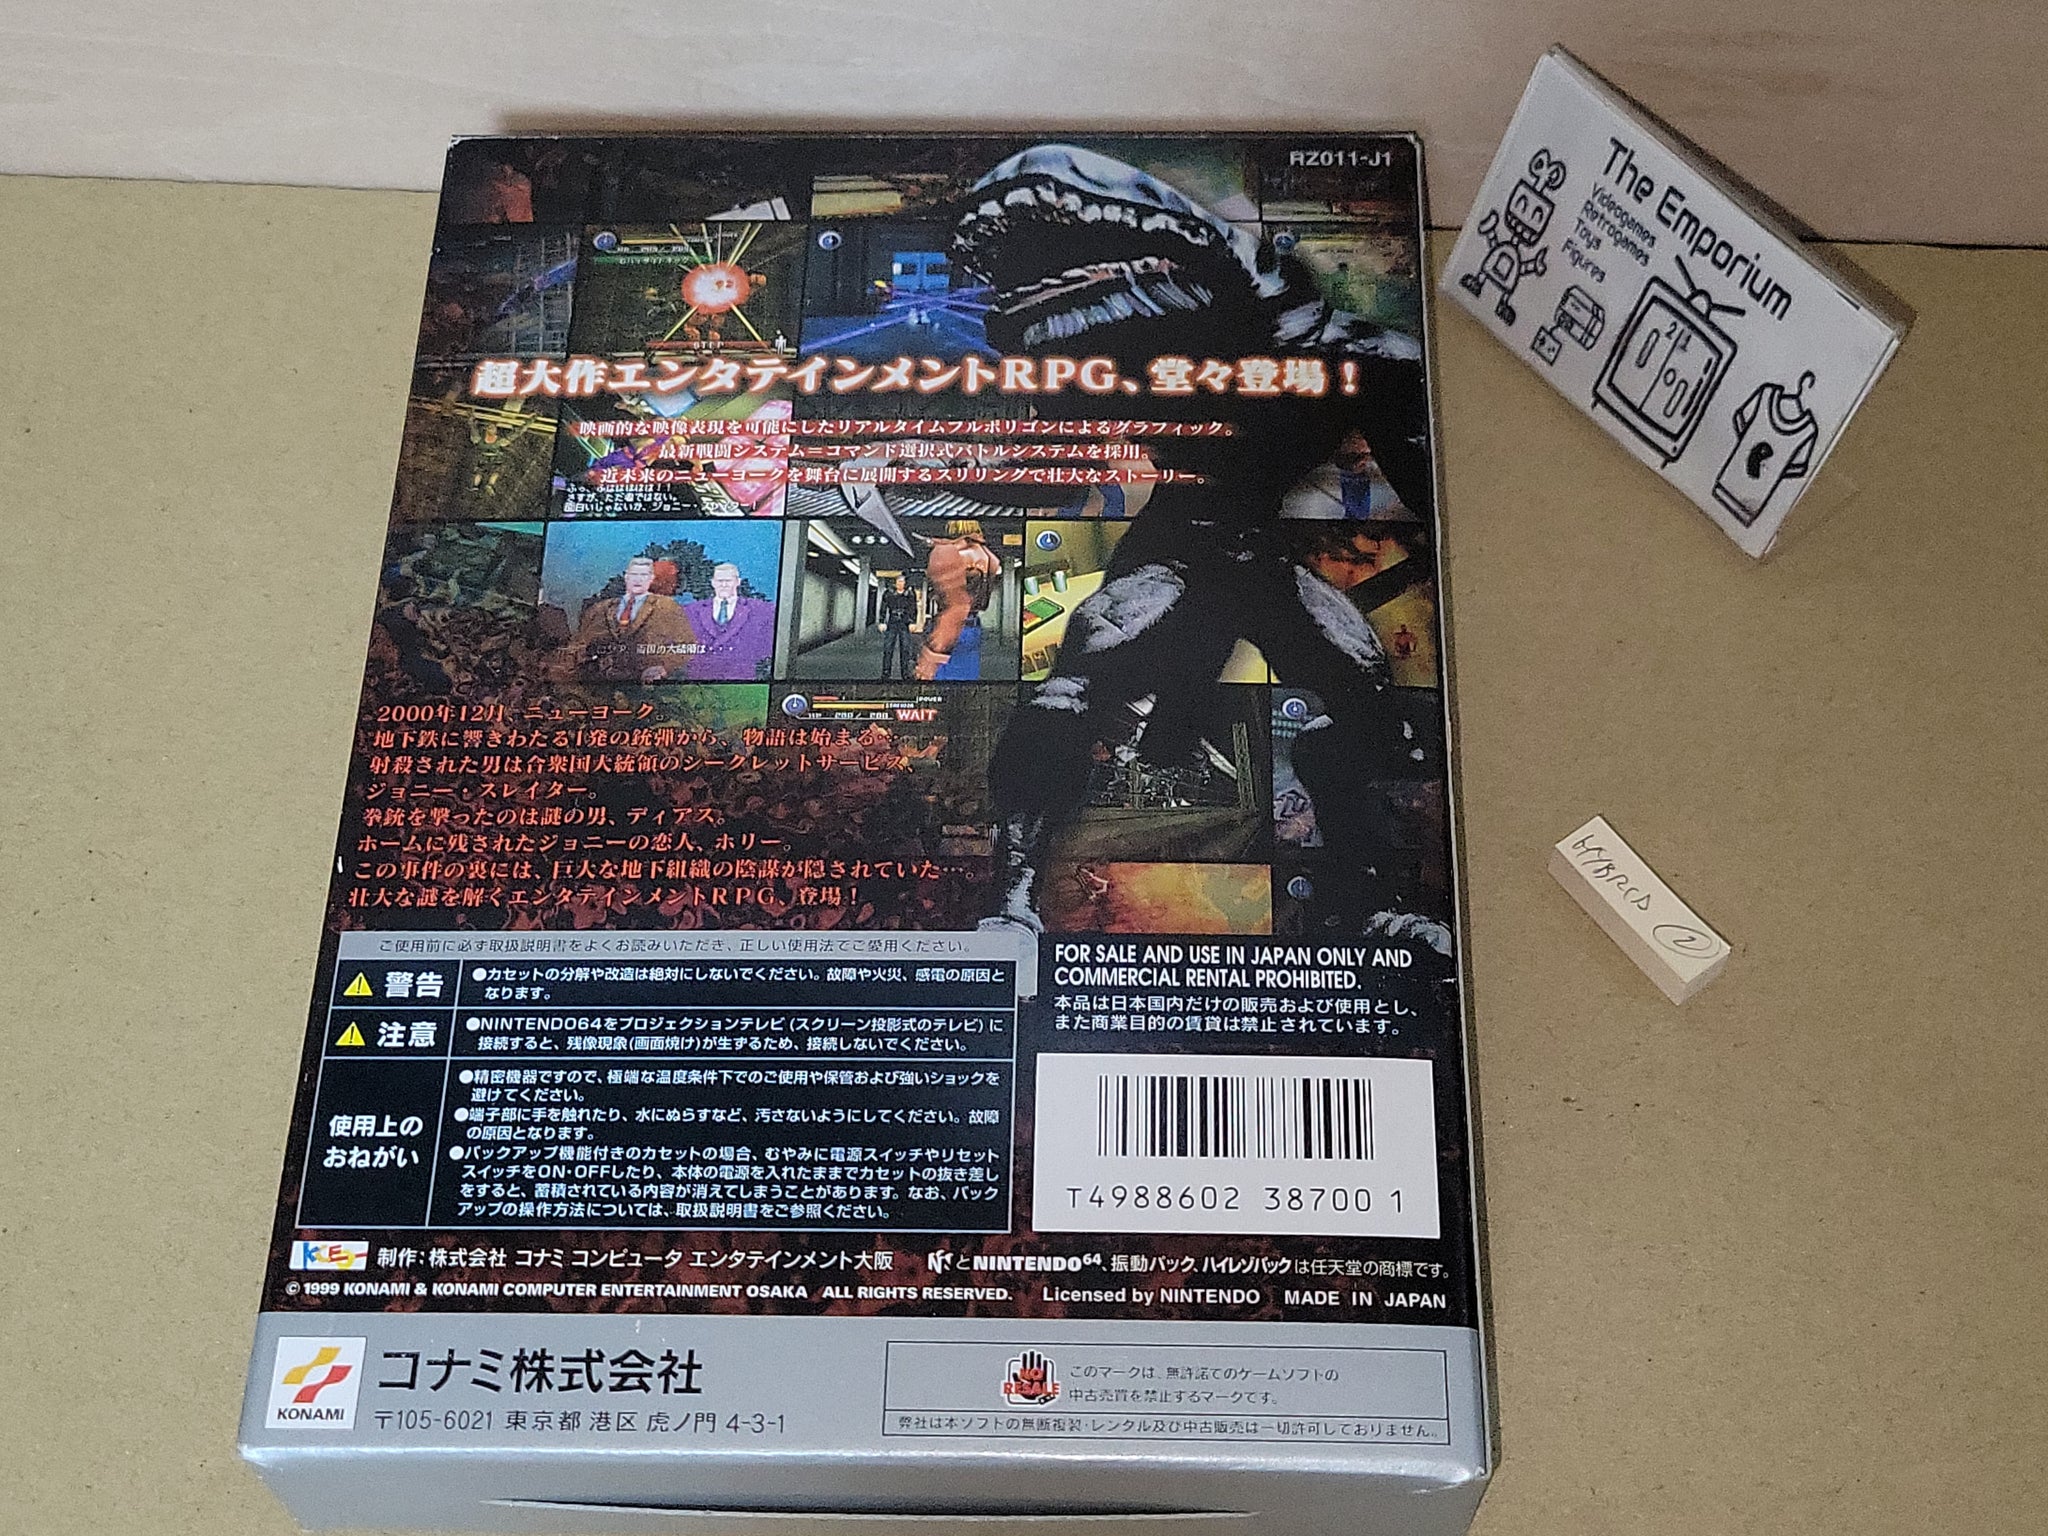 RZ011-J1
The Emporium
Videogames
Retrogames
Toys
Figures
超大作エンタテインメントRPG、堂々登場！
映画的な映像表現を可能にしたリアルタイムフルポリゴンによるグラフィック。
最新戦闘システム＝コマンド選択式バトルシステムを採用。
近未来のニューヨークを舞台に展開するスリリングで壮大なストーリー。
さすが、ただ者ではない。
面白いじゃないか、ジョニー・スレイター！
両国の大統領は・・・
POWER
WAIT
2000年12月、ニューヨーク。
地下鉄に響きわたる1発の銃弾から、物語は始まる…
射殺された男は合衆国大統領のシークレットサービス、
ジョニー・スレイター。
拳銃を撃ったのは謎の男、ディアス。
ホームに残されたジョニーの恋人、ホリー。
この事件の裏には、巨大な地下組織の陰謀が隠されていた…。
壮大な謎を解くエンタテインメントRPG、登場！
ご使用前に必ず取扱説明書をよくお読みいただき、正しい使用法でご愛用ください。
警告
●カセットの分解や改造は絶対にしないでください。故障や火災、感電の原因と
なります。
注意
●NINTENDO64をプロジェクションテレビ(スクリーン投影式のテレビ)に
接続すると、残像現象(画面焼け)が生ずるため、接続しないでください。
使用上の
おねがい
●精密機器ですので、極端な温度条件下でのご使用や保管および強いショックを
避けてください。
●端子部に手を触れたり、水にぬらすなど、汚さないようにしてください。故障
の原因となります。
●バックアップ機能付きのカセットの場合、むやみに電源スイッチやリセット
スイッチをON・OFFしたり、本体の電源を入れたままでカセットの抜き差し
をすると、蓄積されている内容が消えてしまうことがあります。なお、バック
アップの操作方法については、取扱説明書をご参照ください。
FOR SALE AND USE IN JAPAN ONLY AND
COMMERCIAL RENTAL PROHIBITED.
本品は日本国内だけの販売および使用とし、
また商業目的の賃貸は禁止されています。
T4988602 38700 1
制作：株式会社 コナミ コンピュータ エンタテインメント大阪
とNINTENDO64、振動パック、ハイレゾパックは任天堂の商標です。
© 1999 KONAMI & KONAMI COMPUTER ENTERTAINMENT OSAKA ALL RIGHTS RESERVED.
Licensed by NINTENDO MADE IN JAPAN
KONAMI
コナミ株式会社
〒105-6021 東京都 港区 虎ノ門 4-3-1
NO RESALE
このマークは、無許諾でのケームソフトの
中古売買を禁止するマークです。
弊社は本ソフトの無断複製・レンタル及び中古販売は一切許可しておりません。